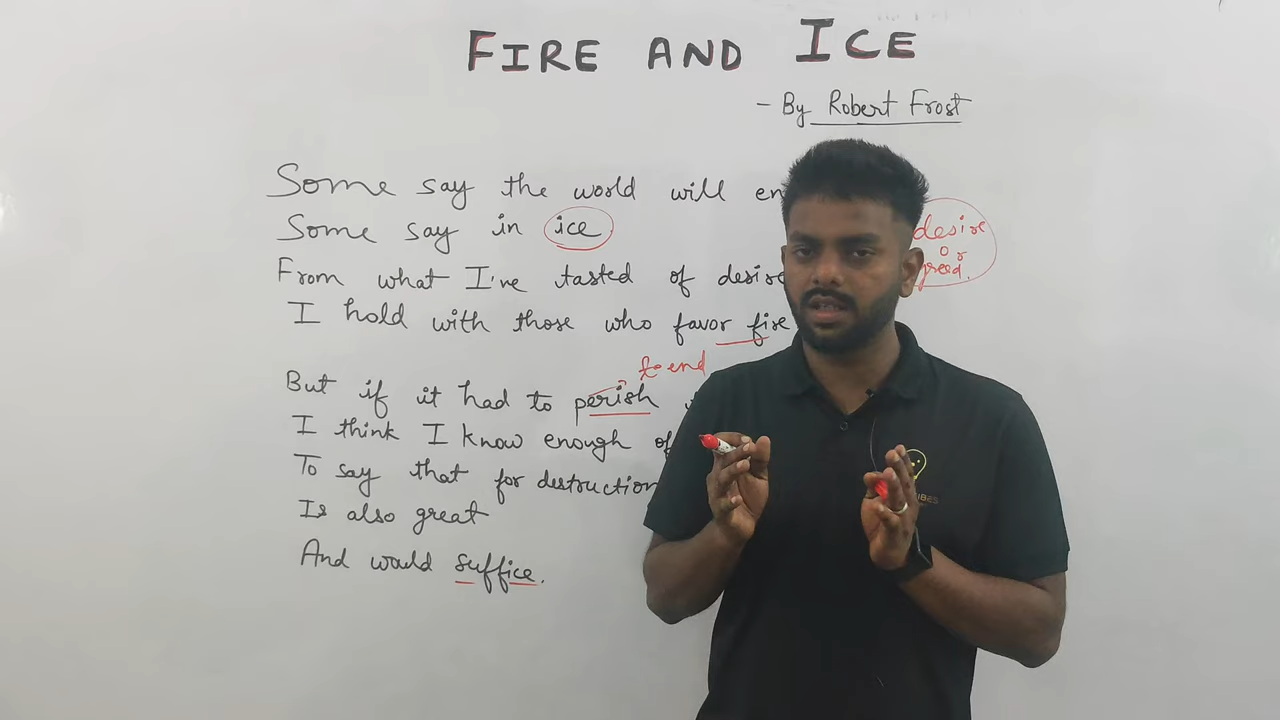 FIRE AND ICE
- By Robert Frost
Some say the world will en
Some say in ice
desire
or
greed.
From what I've tasted of desire
I hold with those who favor fire
to end
But if it had to perish
I think I know enough of
To say that for destruction
Is also great
And would suffice.